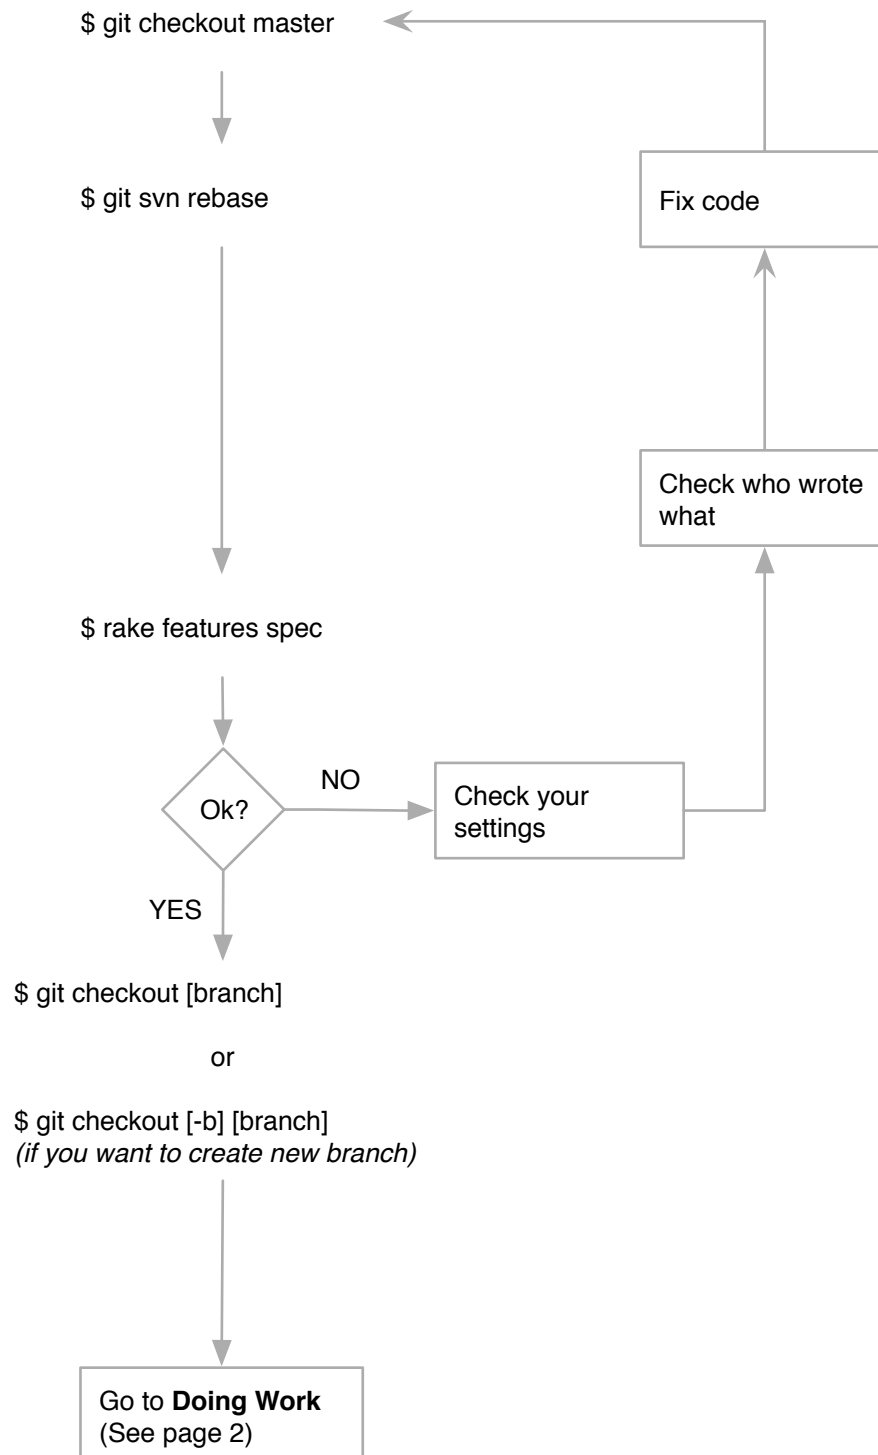 $ git checkout master
$ git svn rebase
Fix code
Check who wrote
what
$ rake features spec
Ok?
NO
Check your
settings
YES
$ git checkout [branch]
or
$ git checkout [-b] [branch]
(if you want to create new branch)
Go to Doing Work
(See page 2)